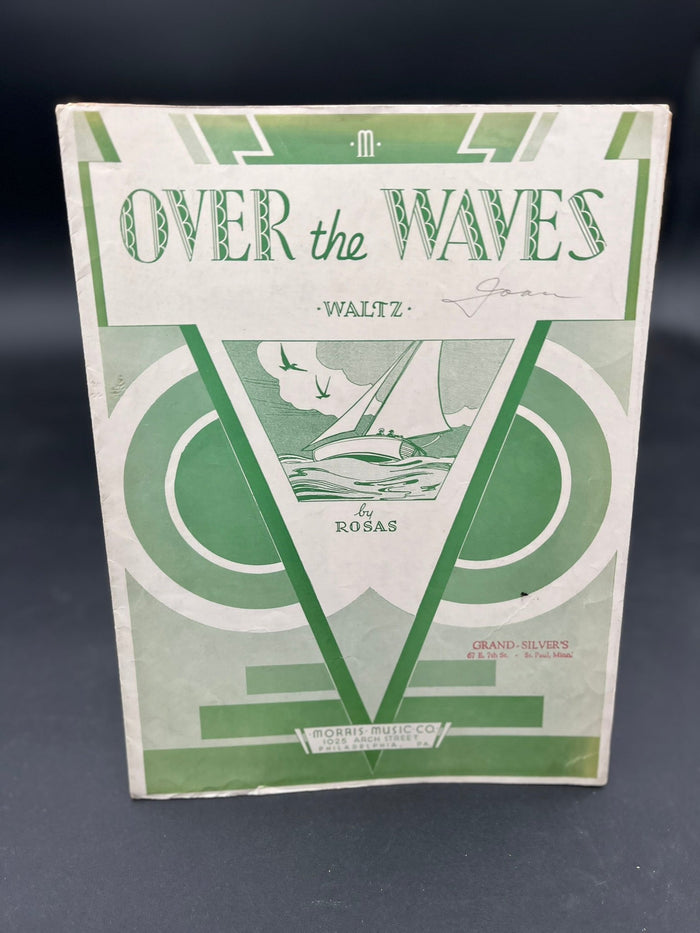 ·M·
OVER the WAVES
Joan
·WALTZ·
by
ROSAS
GRAND-SILVER'S
67 E. 7th St. - St. Paul, Minn.
·MORRIS·MUSIC·CO·
1025 ARCH STREET
PHILADELPHIA, PA.